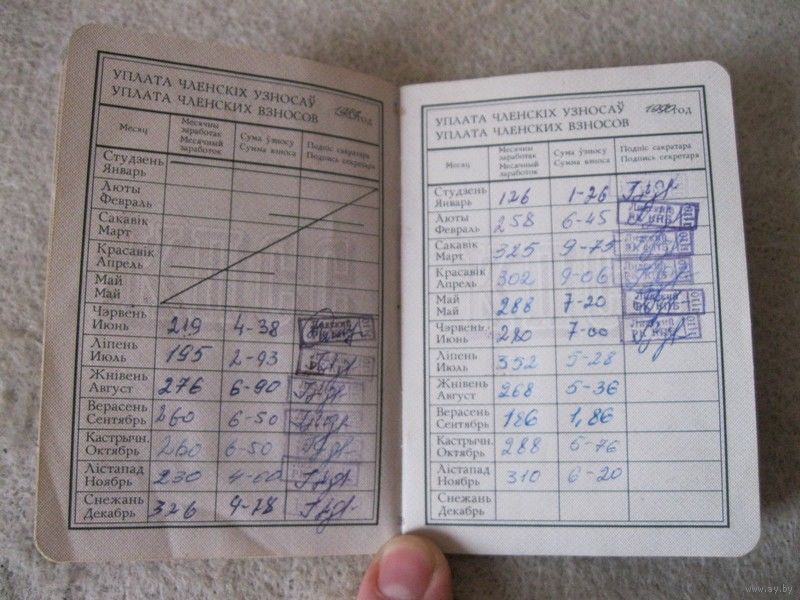 УПЛАТА ЧЛЕНСКІХ УЗНОСАЎ
УПЛАТА ЧЛЕНСКИХ ВЗНОСОВ ГОД
Месяц
Месячны
заработак
Месячный
заработок
Сума ўзносу
Сумма взноса
Подпіс сакратара
Подпись секретаря
Студзень
Январь
Люты
Февраль
Сакавік
Март
Красавік
Апрель
Май
Май
Чэрвень 219 4-38
Июнь
Ліпень 195 2-93
Июль
Жнівень 276 6-90
Август
Верасень 260 6-50
Сентябрь
Кастрычн. 260 6-50
Октябрь
Лістапад 230 4-60
Ноябрь
Снежань 326 9-78
Декабрь
УПЛАТА ЧЛЕНСКІХ УЗНОСАЎ
УПЛАТА ЧЛЕНСКИХ ВЗНОСОВ 1990 ГОД
Месяц
Месячны
заработак
Месячный
заработок
Сума ўзносу
Сумма взноса
Подпіс сакратара
Подпись секретаря
Студзень 126 1-26
Январь
Люты 258 6-45
Февраль
Сакавік 325 9-75
Март
Красавік 302 9-06
Апрель
Май 288 7-20
Май
Чэрвень. 280 7-00
Июнь
Ліпень 352 5-28
Июль
Жнівень 268 5-36
Август
Верасень 186 1,86
Сентябрь
Кастрычн. 288 5-76
Октябрь
Лістапад 310 6-20
Ноябрь
Снежань
Декабрь
www.ay.by